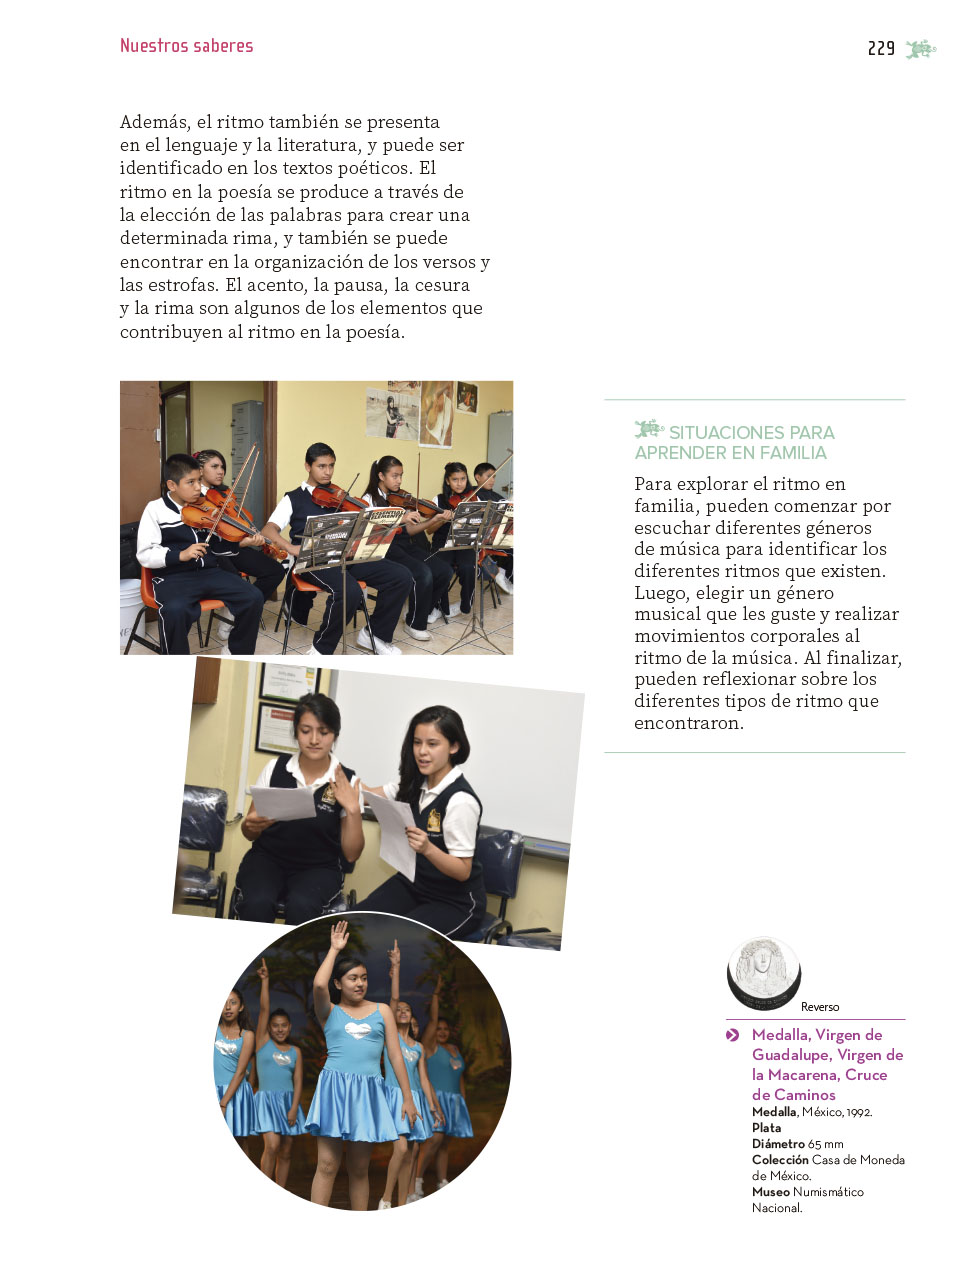 Nuestros saberes
229
Además, el ritmo también se presenta
en el lenguaje y la literatura, y puede ser
identificado en los textos poéticos. El
ritmo en la poesía se produce a través de
la elección de las palabras para crear una
determinada rima, y también se puede
encontrar en la organización de los versos y
las estrofas. El acento, la pausa, la cesura
y la rima son algunos de los elementos que
contribuyen al ritmo en la poesía.
SITUACIONES PARA
APRENDER EN FAMILIA
Para explorar el ritmo en
familia, pueden comenzar por
escuchar diferentes géneros
de música para identificar los
diferentes ritmos que existen.
Luego, elegir un género
musical que les guste y realizar
movimientos corporales al
ritmo de la música. Al finalizar,
pueden reflexionar sobre los
diferentes tipos de ritmo que
encontraron.
Reverso
Medalla, Virgen de
Guadalupe, Virgen de
la Macarena, Cruce
de Caminos
Medalla, México, 1992.
Plata
Diámetro 65 mm
Colección Casa de Moneda
de México.
Museo Numismático
Nacional.